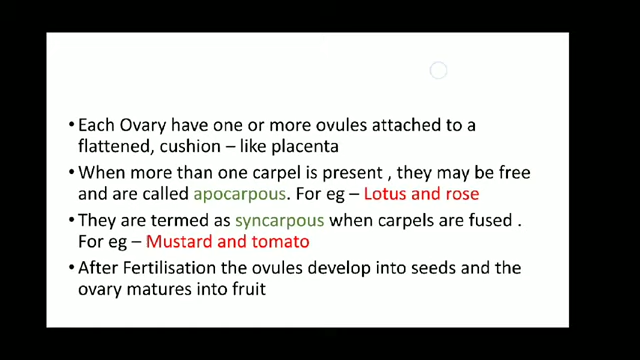 • Each Ovary have one or more ovules attached to a
flattened, cushion – like placenta
• When more than one carpel is present , they may be free
and are called apocarpous. For eg – Lotus and rose
• They are termed as syncarpous when carpels are fused .
For eg – Mustard and tomato
• After Fertilisation the ovules develop into seeds and the
ovary matures into fruit